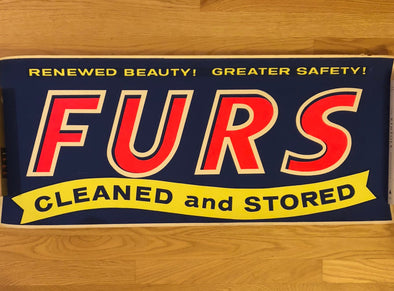 RENEWED BEAUTY! GREATER SAFETY!
FURS
CLEANED and STORED